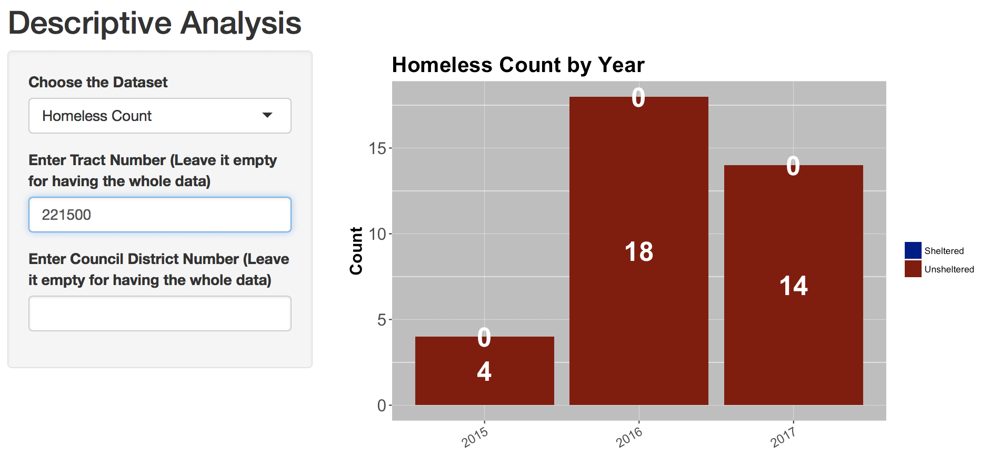 Descriptive Analysis
Choose the Dataset
Homeless Count
Enter Tract Number (Leave it empty
for having the whole data)
221500
Enter Council District Number (Leave
it empty for having the whole data)
Homeless Count by Year
Count
15
10
5
0
0
4
0
18
0
14
2015
2016
2017
Sheltered
Unsheltered